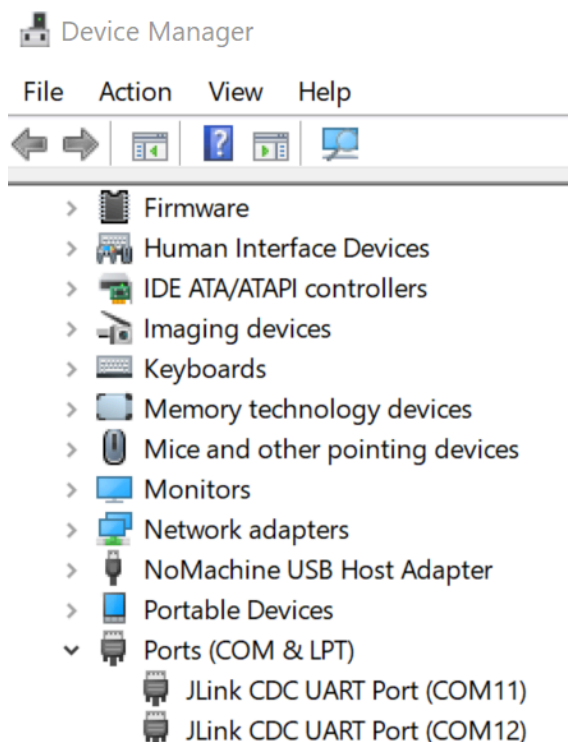 Device Manager
File Action View Help
Firmware
Human Interface Devices
IDE ATA/ATAPI controllers
Imaging devices
Keyboards
Memory technology devices
Mice and other pointing devices
Monitors
Network adapters
NoMachine USB Host Adapter
Portable Devices
Ports (COM & LPT)
JLink CDC UART Port (COM11)
JLink CDC UART Port (COM12)